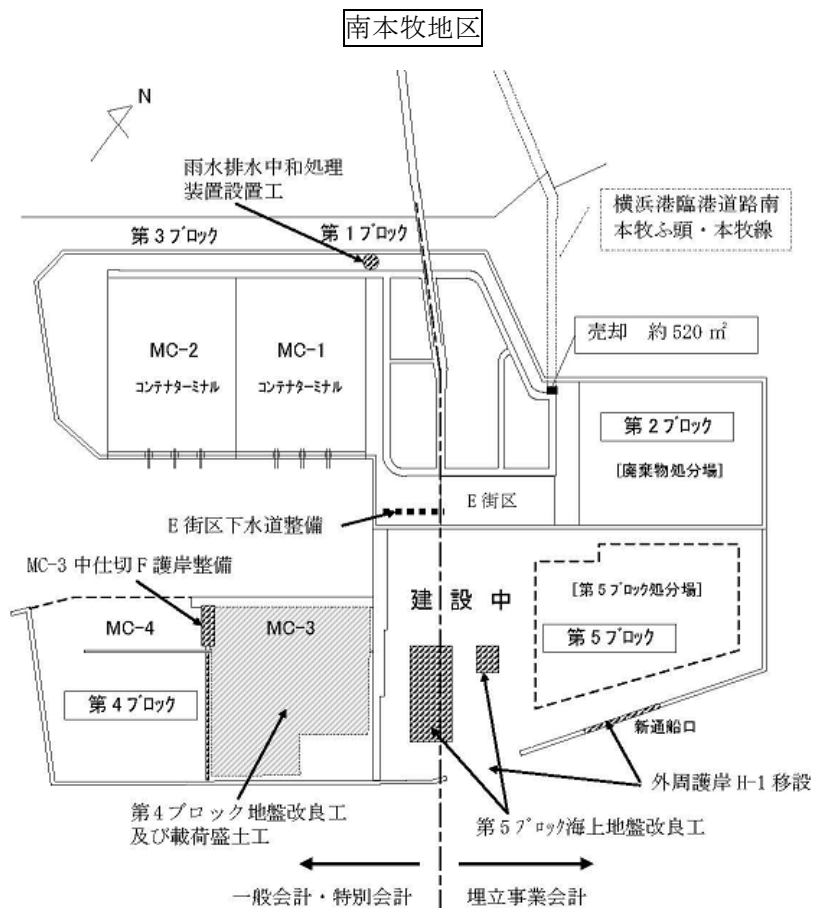 南本牧地区
N
雨水排水中和処理
装置設置工
横浜港臨港道路南
本牧ふ頭・本牧線
第3ブロック
第1ブロック
売却 約520㎡
MC-2
コンテナターミナル
MC-1
コンテナターミナル
第2ブロック
[廃棄物処分場]
E街区
E街区下水道整備
MC-3中仕切F護岸整備
建設中
[第5ブロック処分場]
第5ブロック
MC-4
MC-3
第4ブロック
新通船口
外周護岸H-1移設
第4ブロック地盤改良工
及び載荷盛土工
第5ブロック海上地盤改良工
一般会計・特別会計
埋立事業会計